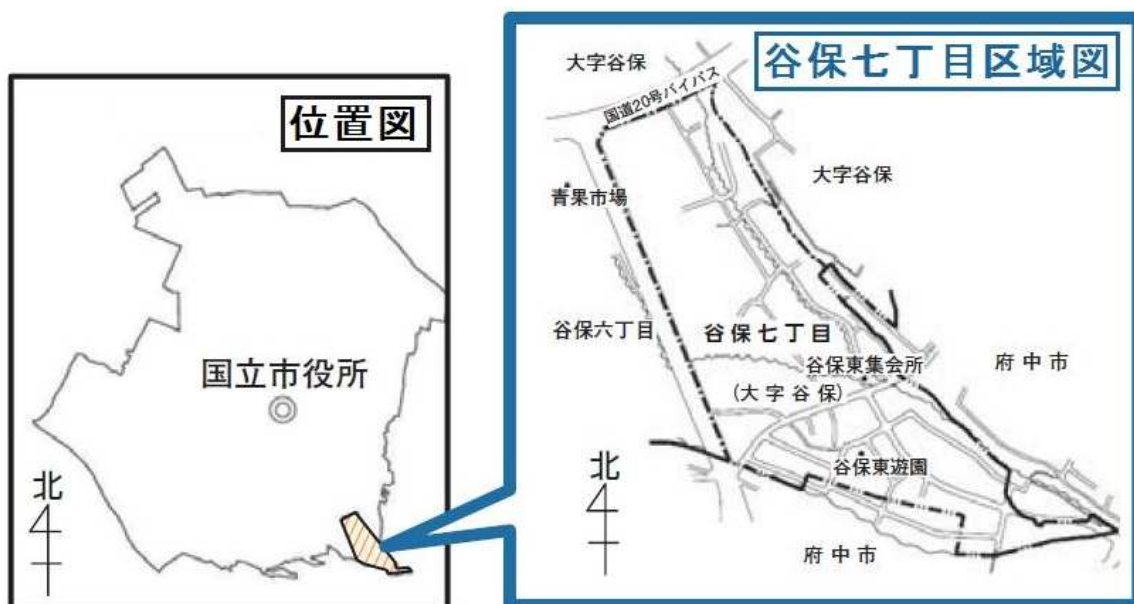 位置図
国立市役所
北
谷保七丁目区域図
大字谷保
国道20号バイパス
大字谷保
青果市場
谷保六丁目
谷保七丁目
谷保東集会所
府中市
(大字谷保)
谷保東遊園
北
府中市